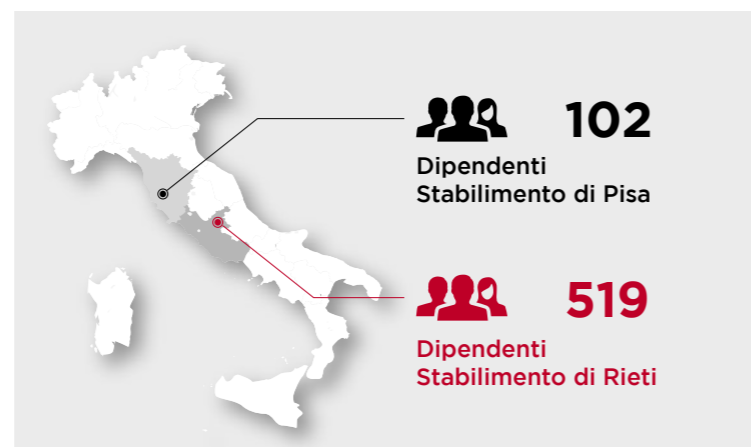 102
Dipendenti
Stabilimento di Pisa
519
Dipendenti
Stabilimento di Rieti